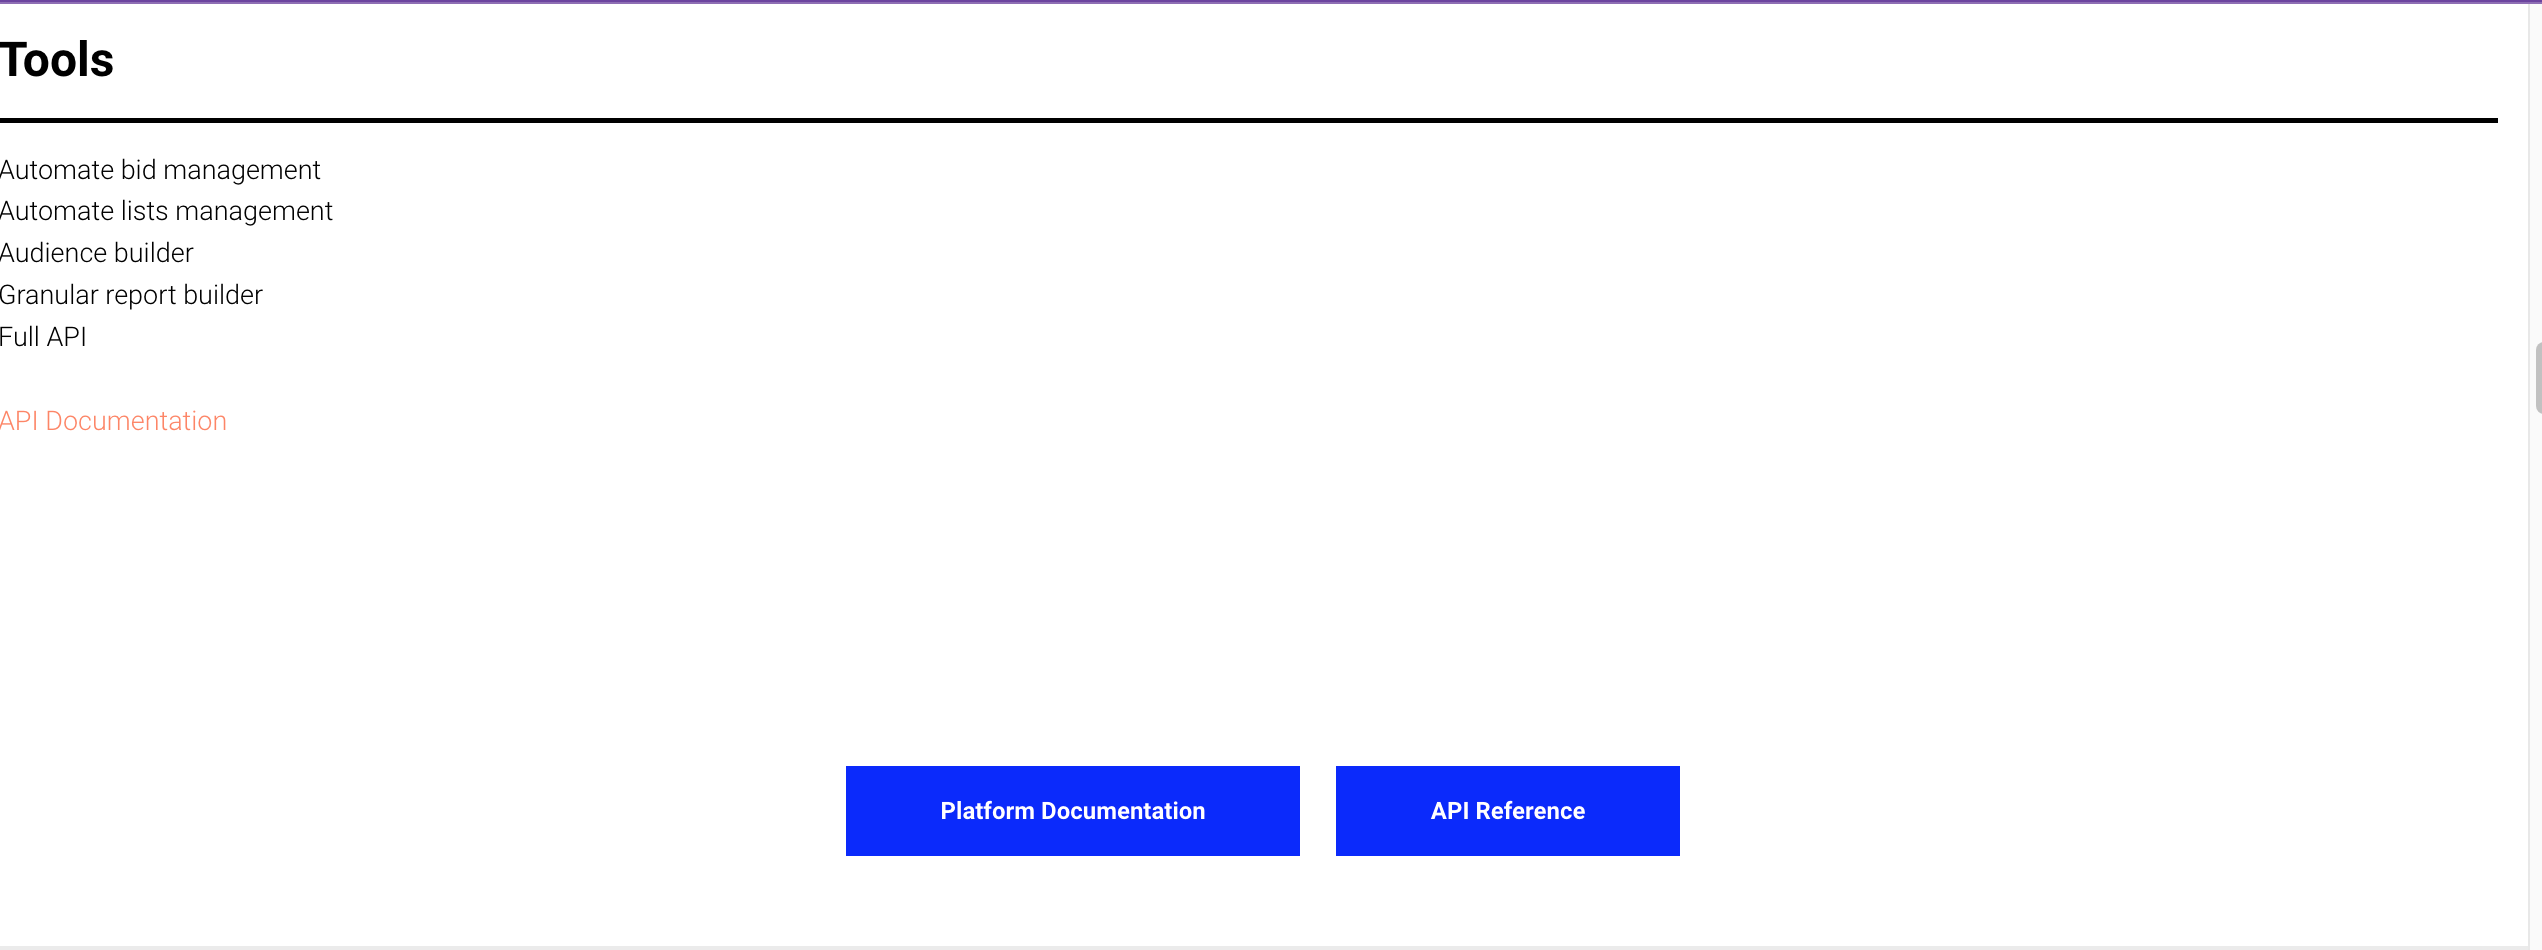 Tools
Automate bid management
Automate lists management
Audience builder
Granular report builder
Full API
API Documentation
Platform Documentation
API Reference